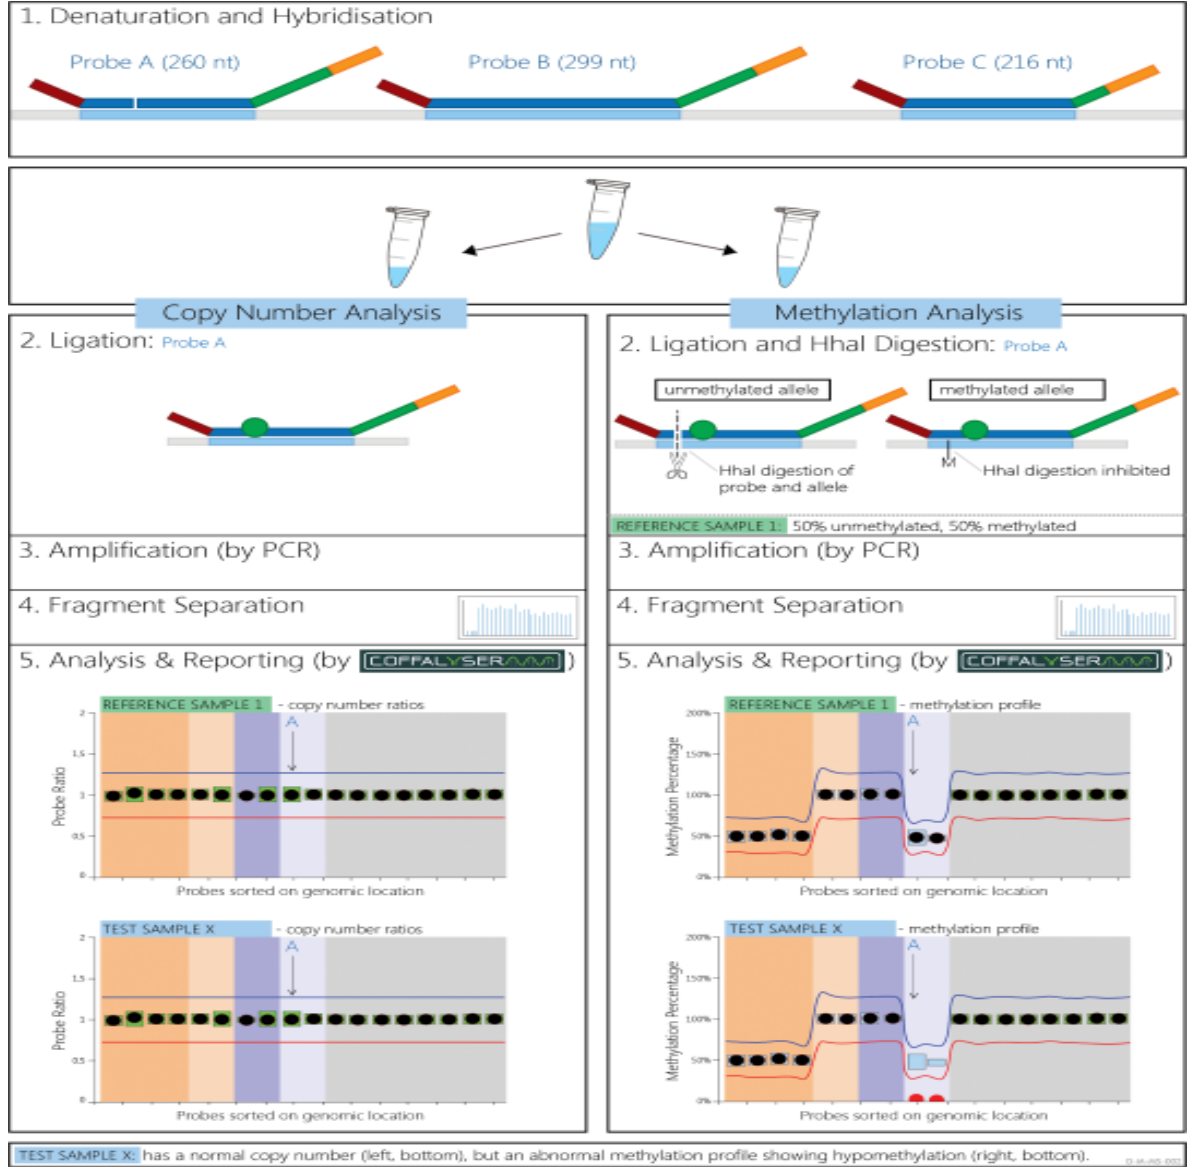 1. Denaturation and Hybridisation
Probe A (260 nt)
Probe B (299 nt)
Probe C (216 nt)
Copy Number Analysis
2. Ligation: Probe A
3. Amplification (by PCR)
4. Fragment Separation
5. Analysis & Reporting (by COFFALYSER)
REFERENCE SAMPLE 1 - copy number ratios
A
2
1,5
1
0,5
0
Probe Ratio
Probes sorted on genomic location
TEST SAMPLE X - copy number ratios
A
2
1,5
1
0,5
0
Probe Ratio
Probes sorted on genomic location
Methylation Analysis
2. Ligation and HhaI Digestion: Probe A
unmethylated allele
methylated allele
M
HhaI digestion of
probe and allele
HhaI digestion inhibited
REFERENCE SAMPLE 1: 50% unmethylated, 50% methylated
3. Amplification (by PCR)
4. Fragment Separation
5. Analysis & Reporting (by COFFALYSER)
REFERENCE SAMPLE 1 - methylation profile
A
200%
150%
100%
50%
0%
Methylation Percentage
Probes sorted on genomic location
TEST SAMPLE X - methylation profile
A
200%
150%
100%
50%
0%
Methylation Percentage
Probes sorted on genomic location
TEST SAMPLE X: has a normal copy number (left, bottom), but an abnormal methylation profile showing hypomethylation (right, bottom).